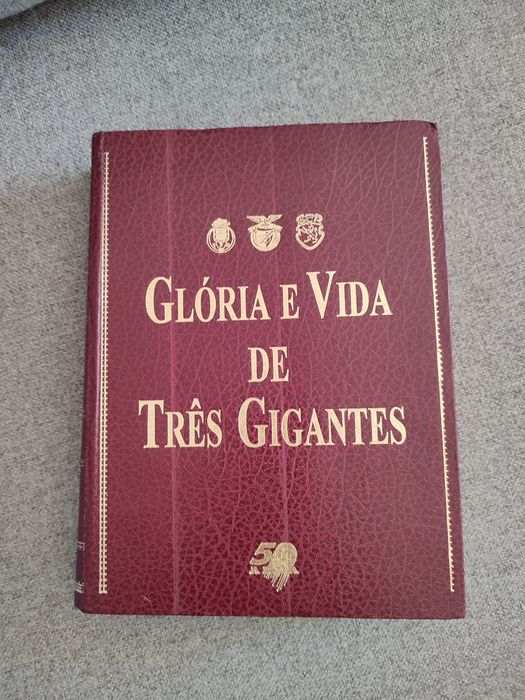 GLÓRIA E VIDA
DE
TRÊS GIGANTES
50